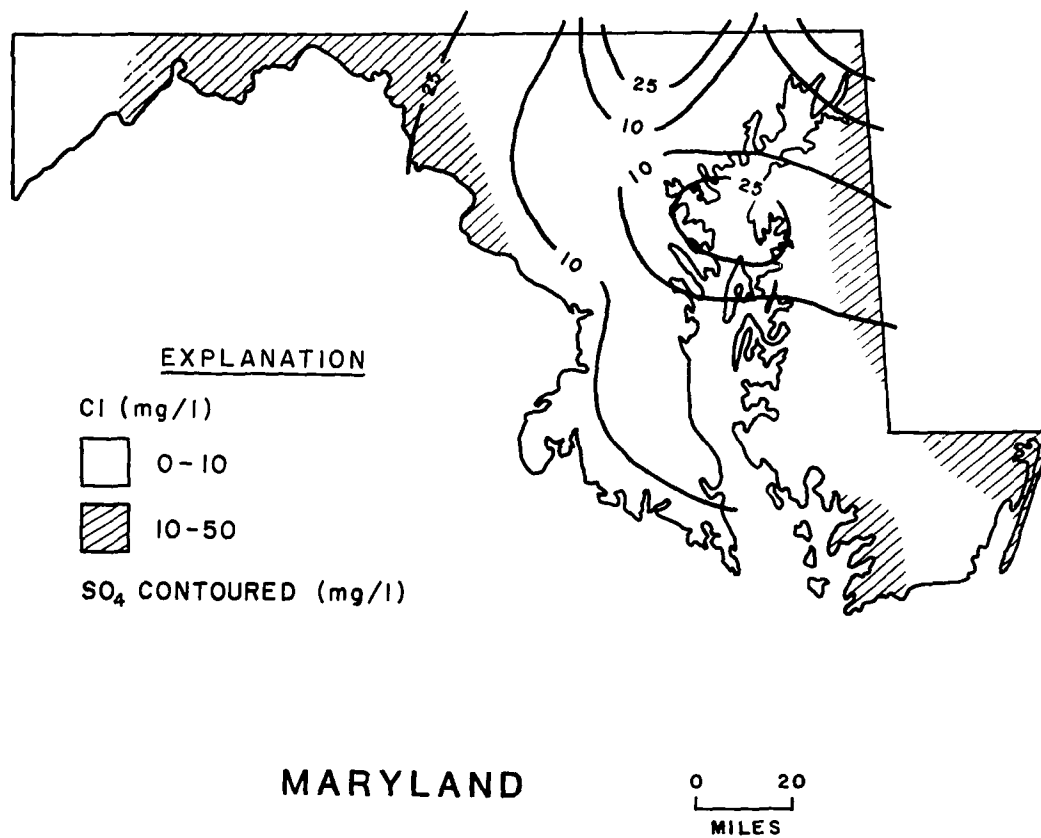 25
25
10
10
25
10
EXPLANATION
Cl (mg/l)
0-10
10-50
SO₄ CONTOURED (mg/l)
MARYLAND
0 20
MILES